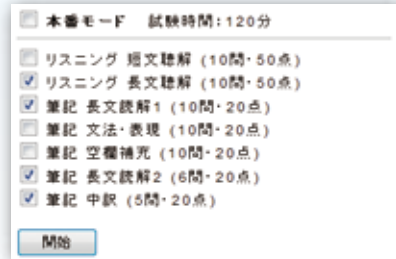 本番モード 試験時間:120分
リスニング 短文聴解 (10問・50点)
リスニング 長文聴解 (10問・50点)
筆記 長文読解1 (10問・20点)
筆記 文法・表現 (10問・20点)
筆記 空欄補充 (10問・20点)
筆記 長文読解2 (6問・20点)
筆記 中訳 (5問・20点)
開始